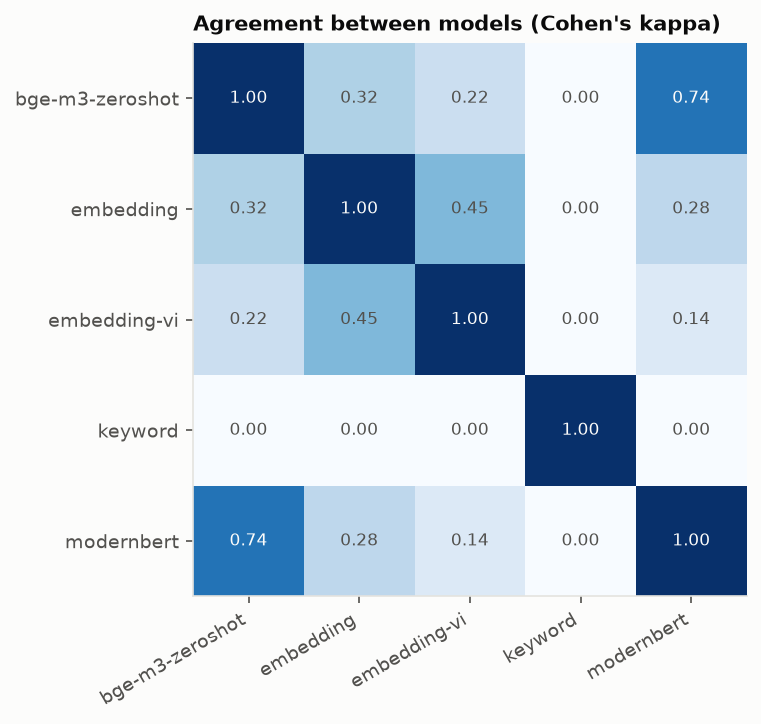 Agreement between models (Cohen's kappa)
bge-m3-zeroshot 1.00 0.32 0.22 0.00 0.74
embedding 0.32 1.00 0.45 0.00 0.28
embedding-vi 0.22 0.45 1.00 0.00 0.14
keyword 0.00 0.00 0.00 1.00 0.00
modernbert 0.74 0.28 0.14 0.00 1.00
bge-m3-zeroshot embedding embedding-vi keyword modernbert